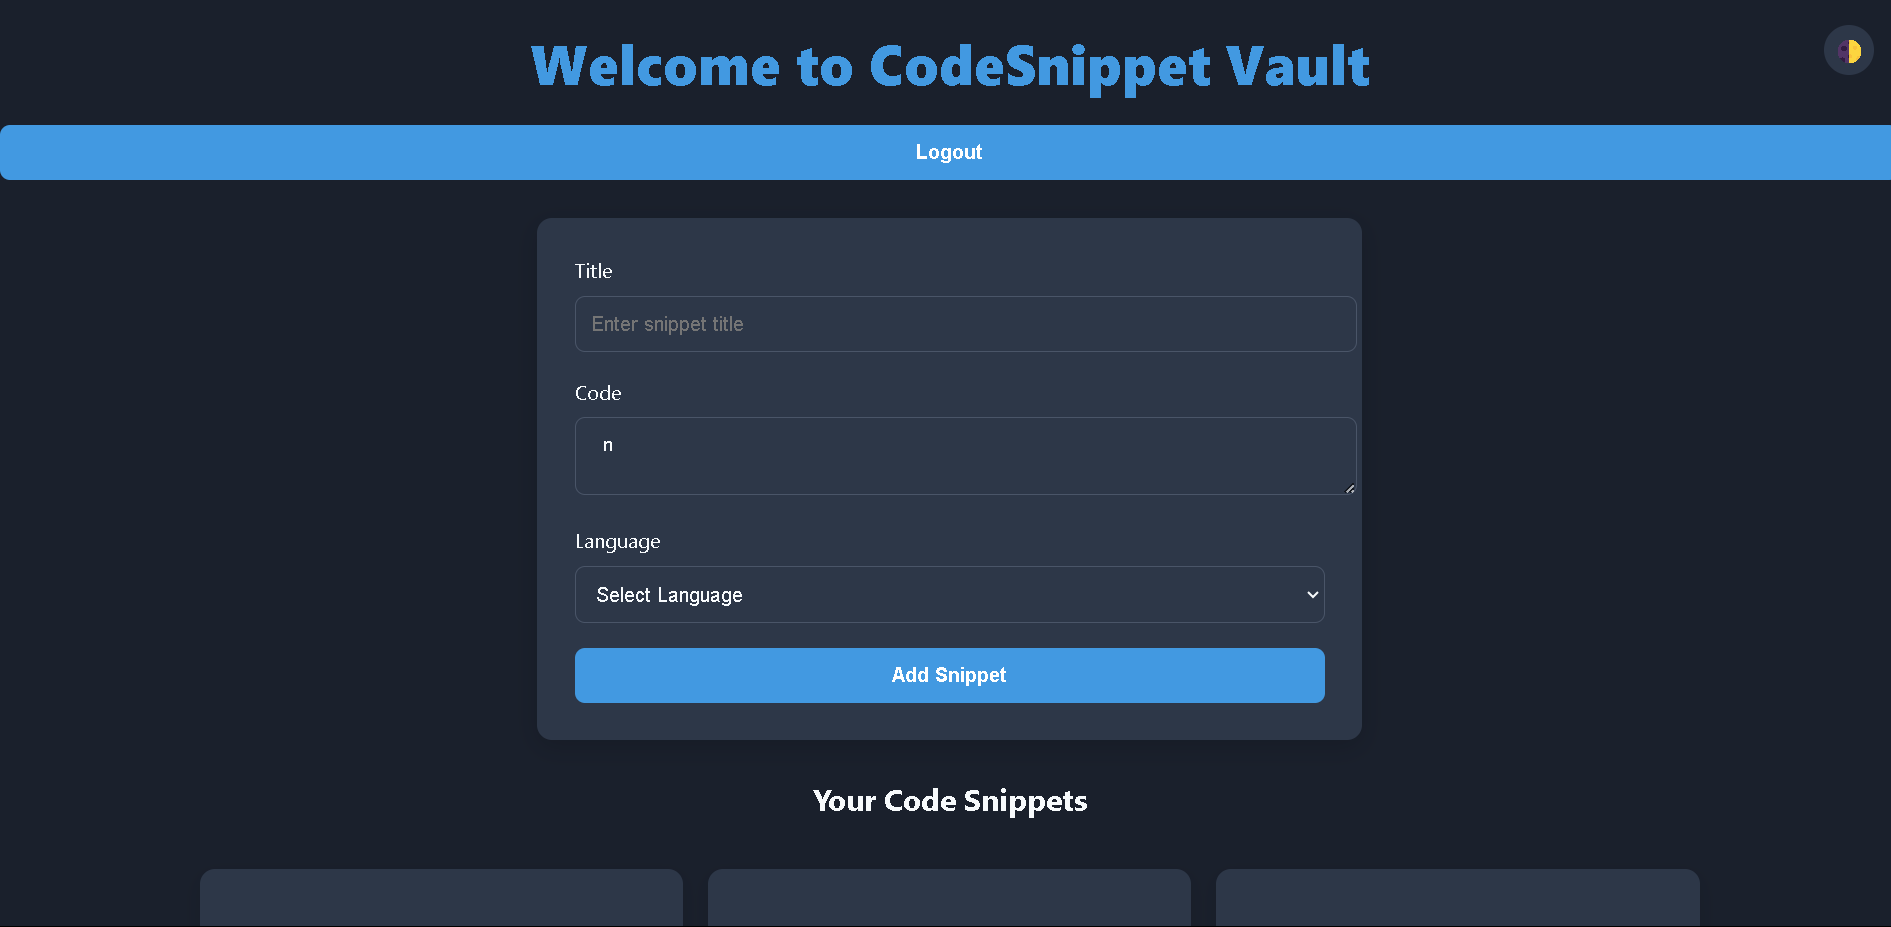 Welcome to CodeSnippet Vault
Logout
Title
Enter snippet title
Code
n
Language
Select Language
Add Snippet
Your Code Snippets